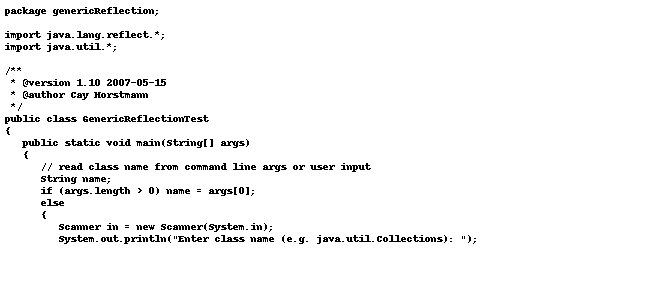 package genericReflection;

import java.lang.reflect.*;
import java.util.*;

/**
 * @version 1.10 2007-05-15
 * @author Cay Horstmann
 */
public class GenericReflectionTest
{
   public static void main(String[] args)
   {
      // read class name from command line args or user input
      String name;
      if (args.length > 0) name = args[0];
      else
      {
         Scanner in = new Scanner(System.in);
         System.out.println("Enter class name (e.g. java.util.Collections): ");